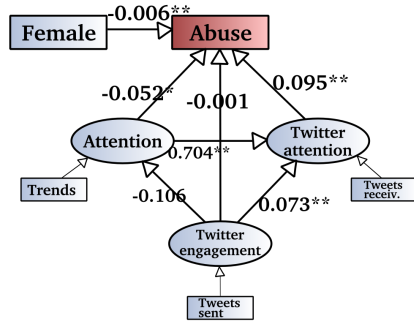 -0.006**
Female
Abuse
-0.052*
-0.001
0.095**
Attention
0.704**
Twitter
attention
Trends
Tweets
receiv.
-0.106
0.073**
Twitter
engagement
Tweets
sent